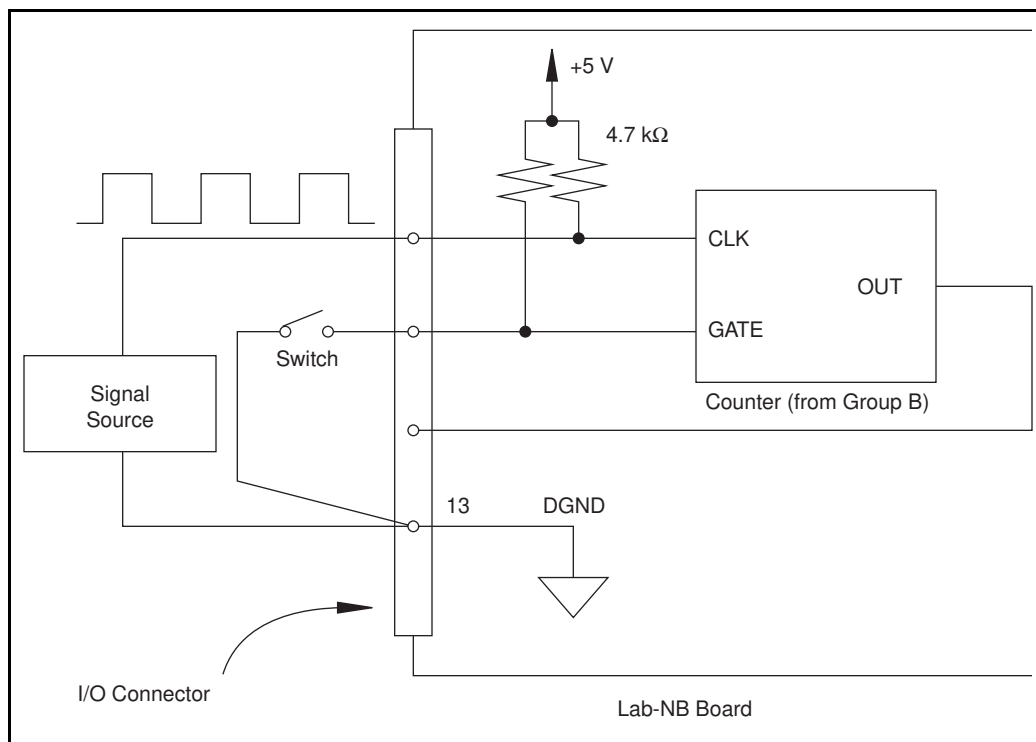 +5 V
4.7 kΩ
CLK
OUT
GATE
Switch
Signal
Source
Counter (from Group B)
13
DGND
I/O Connector
Lab-NB Board